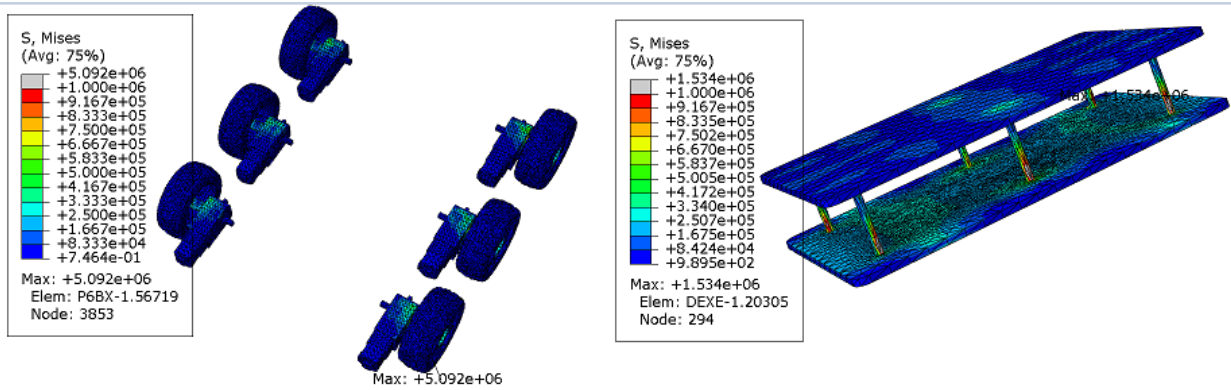 S, Mises
(Avg: 75%)
+5.092e+06
+1.000e+06
+9.167e+05
+8.333e+05
+7.500e+05
+6.667e+05
+5.833e+05
+5.000e+05
+4.167e+05
+3.333e+05
+2.500e+05
+1.667e+05
+8.333e+04
+7.464e-01
Max: +5.092e+06
Elem: P6BX-1.56719
Node: 3853
Max: +5.092e+06
S, Mises
(Avg: 75%)
+1.534e+06
+1.000e+06
+9.167e+05
+8.335e+05
+7.502e+05
+6.670e+05
+5.837e+05
+5.005e+05
+4.172e+05
+3.340e+05
+2.507e+05
+1.675e+05
+8.424e+04
+9.895e+02
Max: +1.534e+06
Elem: DEXE-1.20305
Node: 294
Max: +1.534e+06